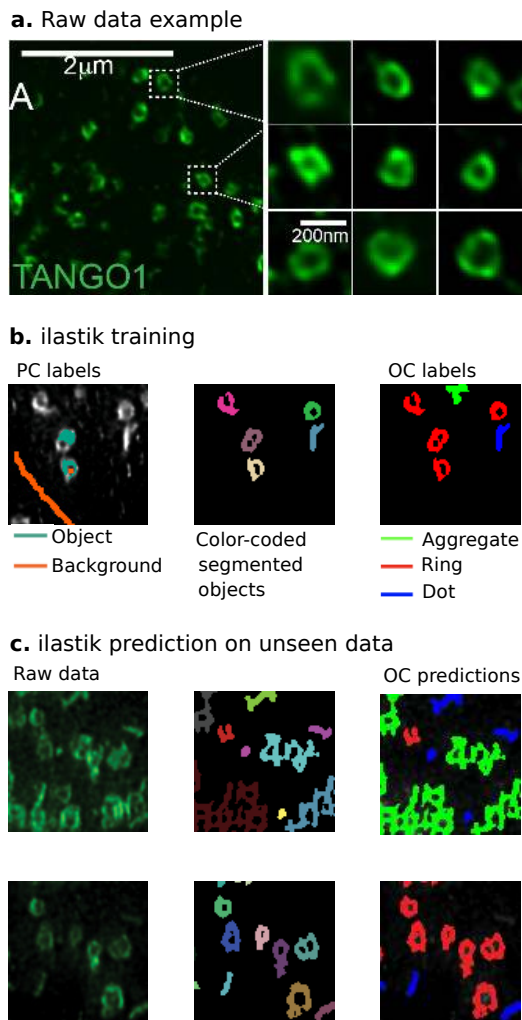 a. Raw data example
2μm
A
200nm
TANGO1
b. ilastik training
PC labels
OC labels
Object
Background
Color-coded
segmented
objects
Aggregate
Ring
Dot
c. ilastik prediction on unseen data
Raw data
OC predictions